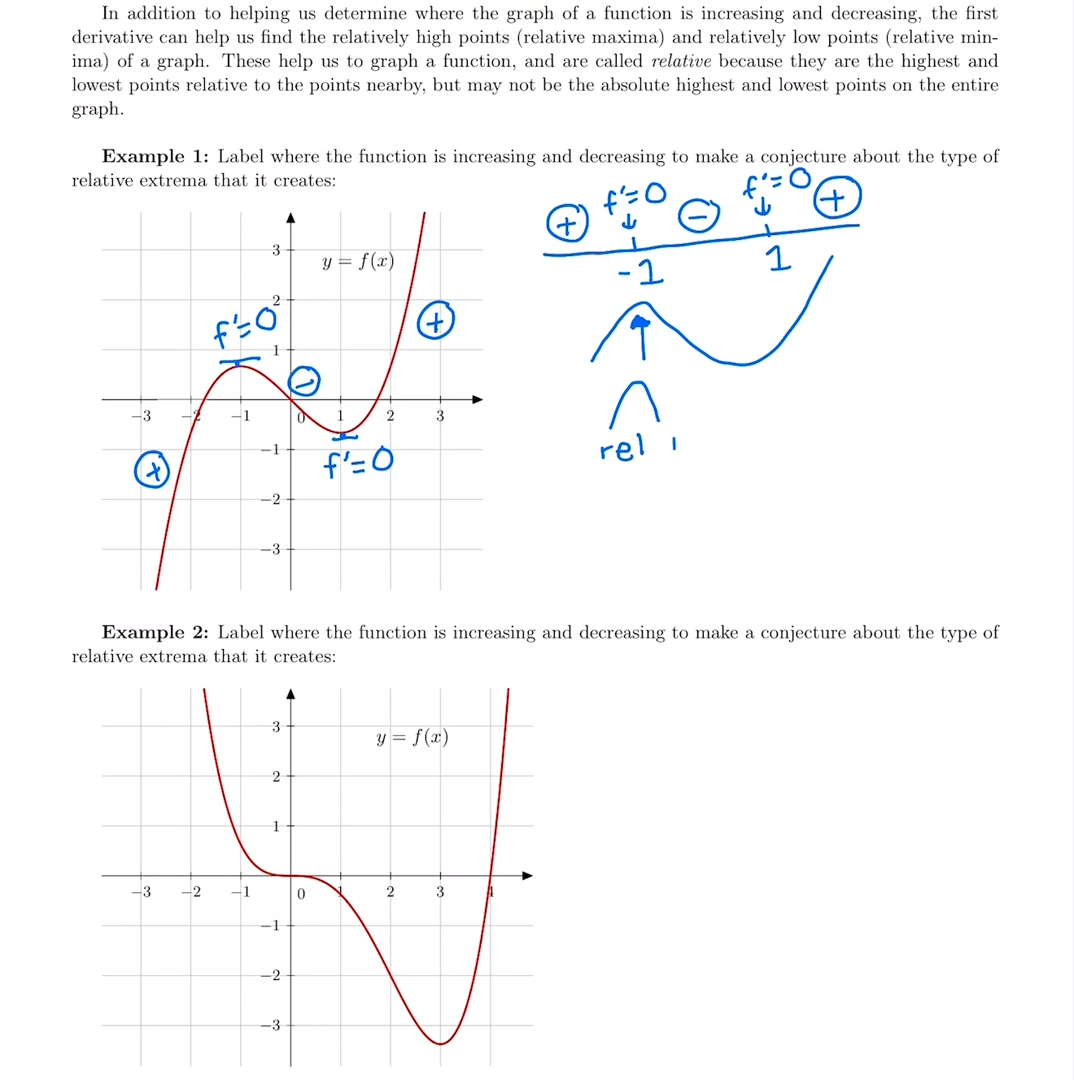 In addition to helping us determine where the graph of a function is increasing and decreasing, the first
derivative can help us find the relatively high points (relative maxima) and relatively low points (relative min-
ima) of a graph. These help us to graph a function, and are called relative because they are the highest and
lowest points relative to the points nearby, but may not be the absolute highest and lowest points on the entire
graph.
Example 1: Label where the function is increasing and decreasing to make a conjecture about the type of
relative extrema that it creates:
f'=0
f'=0
+
−
+
-1
1
rel
3
y = f(x)
2
f'=0
+
1
−
−3
−2
−1
0
1
2
3
−1
f'=0
+
−2
−3
Example 2: Label where the function is increasing and decreasing to make a conjecture about the type of
relative extrema that it creates:
3
y = f(x)
2
1
−3
−2
−1
0
1
2
3
4
−1
−2
−3